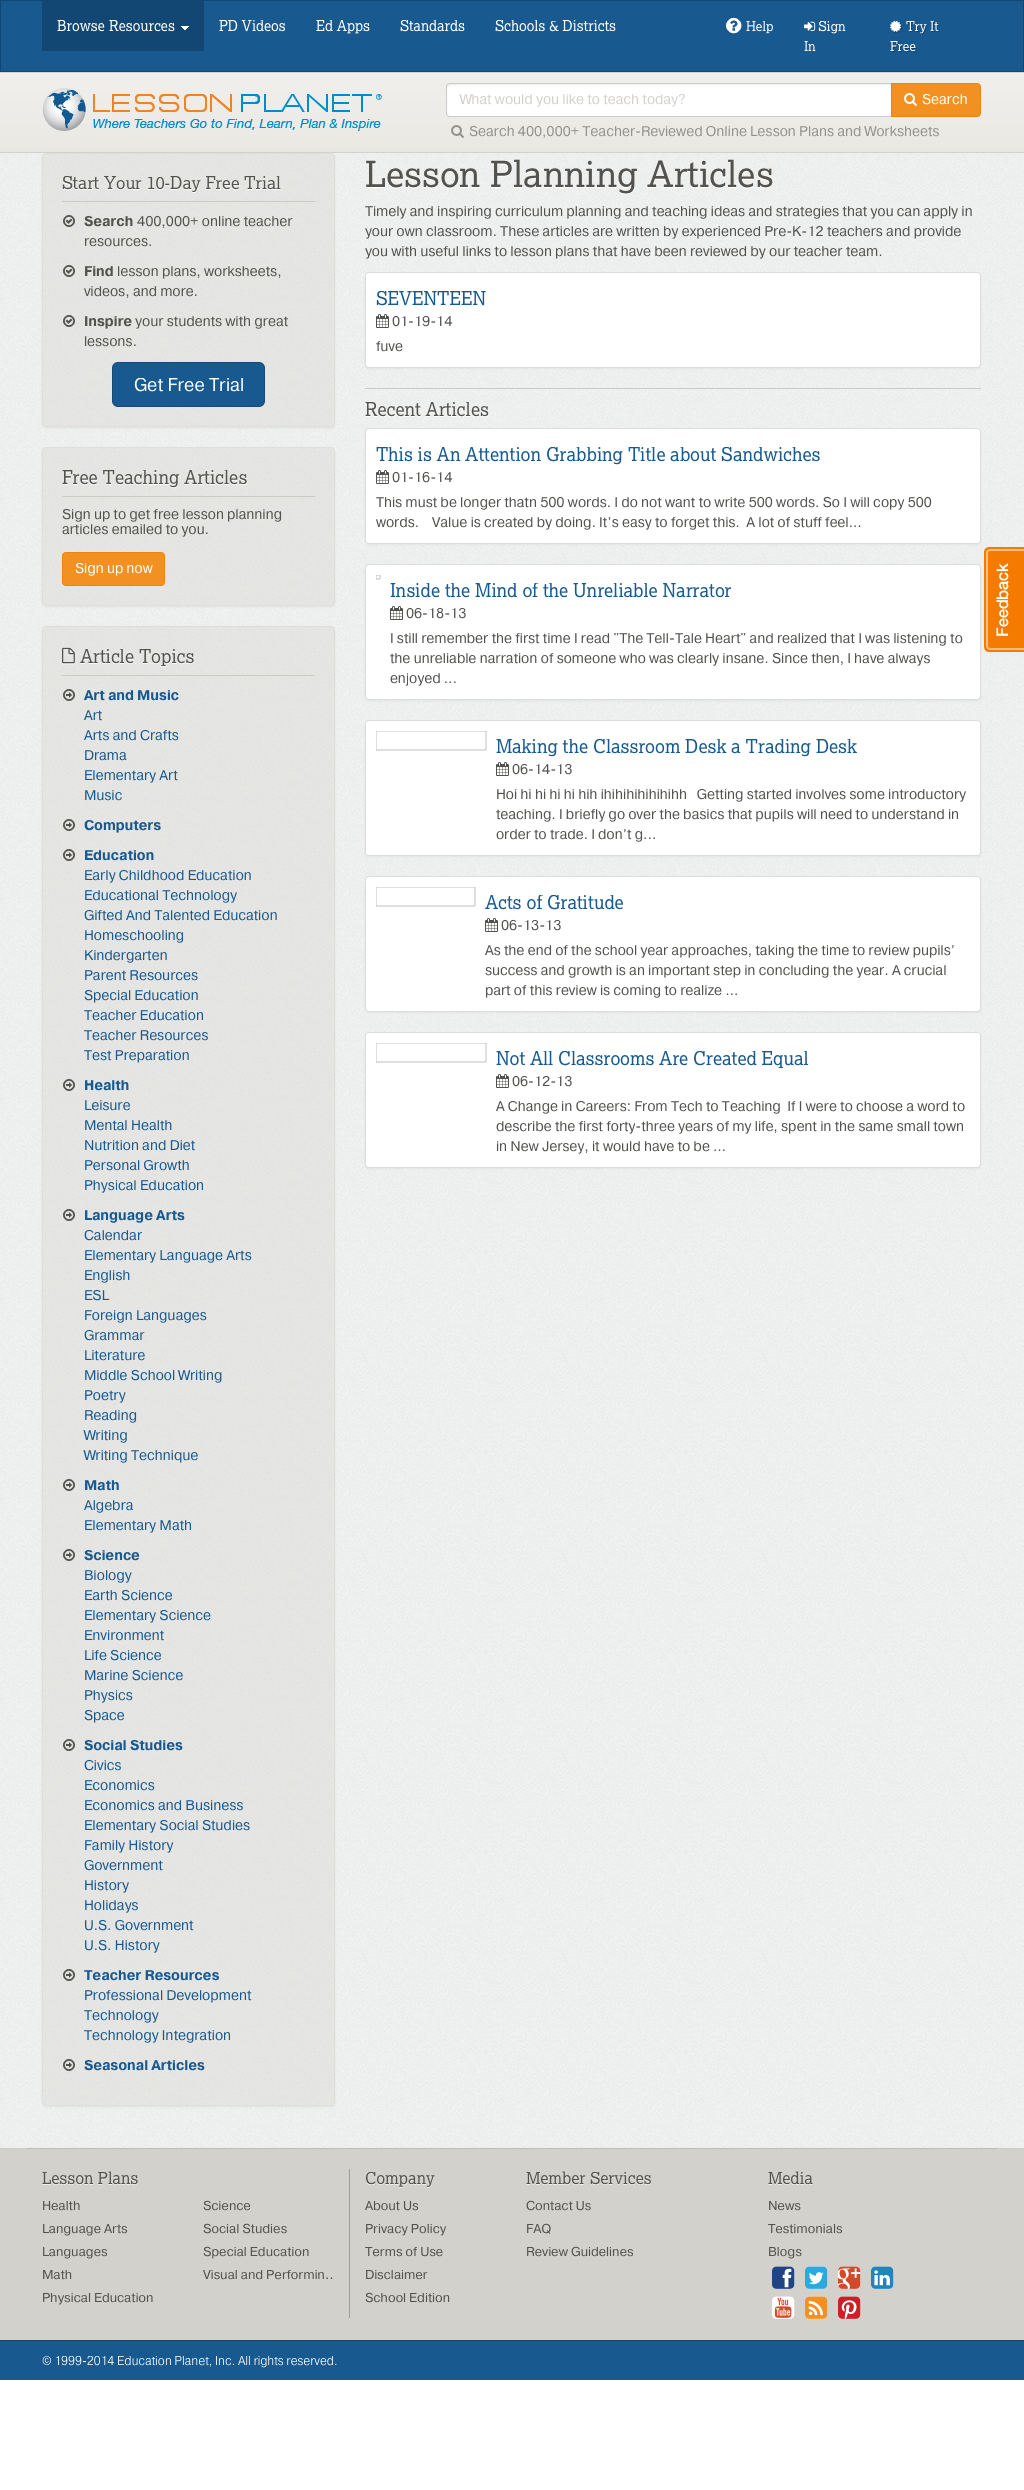 Browse Resources
PD Videos
Ed Apps
Standards
Schools & Districts
Help
Sign
In
Try It
Free
LESSON PLANET®
Where Teachers Go to Find, Learn, Plan & Inspire
What would you like to teach today?
Search
Search 400,000+ Teacher-Reviewed Online Lesson Plans and Worksheets
Start Your 10-Day Free Trial
Search 400,000+ online teacher
resources.
Find lesson plans, worksheets,
videos, and more.
Inspire your students with great
lessons.
Get Free Trial
Free Teaching Articles
Sign up to get free lesson planning
articles emailed to you.
Sign up now
Article Topics
Art and Music
Art
Arts and Crafts
Drama
Elementary Art
Music
Computers
Education
Early Childhood Education
Educational Technology
Gifted And Talented Education
Homeschooling
Kindergarten
Parent Resources
Special Education
Teacher Education
Teacher Resources
Test Preparation
Health
Leisure
Mental Health
Nutrition and Diet
Personal Growth
Physical Education
Language Arts
Calendar
Elementary Language Arts
English
ESL
Foreign Languages
Grammar
Literature
Middle School Writing
Poetry
Reading
Writing
Writing Technique
Math
Algebra
Elementary Math
Science
Biology
Earth Science
Elementary Science
Environment
Life Science
Marine Science
Physics
Space
Social Studies
Civics
Economics
Economics and Business
Elementary Social Studies
Family History
Government
History
Holidays
U.S. Government
U.S. History
Teacher Resources
Professional Development
Technology
Technology Integration
Seasonal Articles
Lesson Planning Articles
Timely and inspiring curriculum planning and teaching ideas and strategies that you can apply in
your own classroom. These articles are written by experienced Pre-K-12 teachers and provide
you with useful links to lesson plans that have been reviewed by our teacher team.
SEVENTEEN
01-19-14
fuve
Recent Articles
This is An Attention Grabbing Title about Sandwiches
01-16-14
This must be longer thatn 500 words. I do not want to write 500 words. So I will copy 500
words. Value is created by doing. It's easy to forget this. A lot of stuff feel...
Inside the Mind of the Unreliable Narrator
06-18-13
I still remember the first time I read "The Tell-Tale Heart" and realized that I was listening to
the unreliable narration of someone who was clearly insane. Since then, I have always
enjoyed ...
Making the Classroom Desk a Trading Desk
06-14-13
Hoi hi hi hi hi hih ihihihihihihihh Getting started involves some introductory
teaching. I briefly go over the basics that pupils will need to understand in
order to trade. I don't g...
Acts of Gratitude
06-13-13
As the end of the school year approaches, taking the time to review pupils'
success and growth is an important step in concluding the year. A crucial
part of this review is coming to realize ...
Not All Classrooms Are Created Equal
06-12-13
A Change in Careers: From Tech to Teaching If I were to choose a word to
describe the first forty-three years of my life, spent in the same small town
in New Jersey, it would have to be ...
Feedback
Lesson Plans
Health
Language Arts
Languages
Math
Physical Education
Science
Social Studies
Special Education
Visual and Performin..
Company
About Us
Privacy Policy
Terms of Use
Disclaimer
School Edition
Member Services
Contact Us
FAQ
Review Guidelines
Media
News
Testimonials
Blogs
You
Tube
© 1999-2014 Education Planet, Inc. All rights reserved.